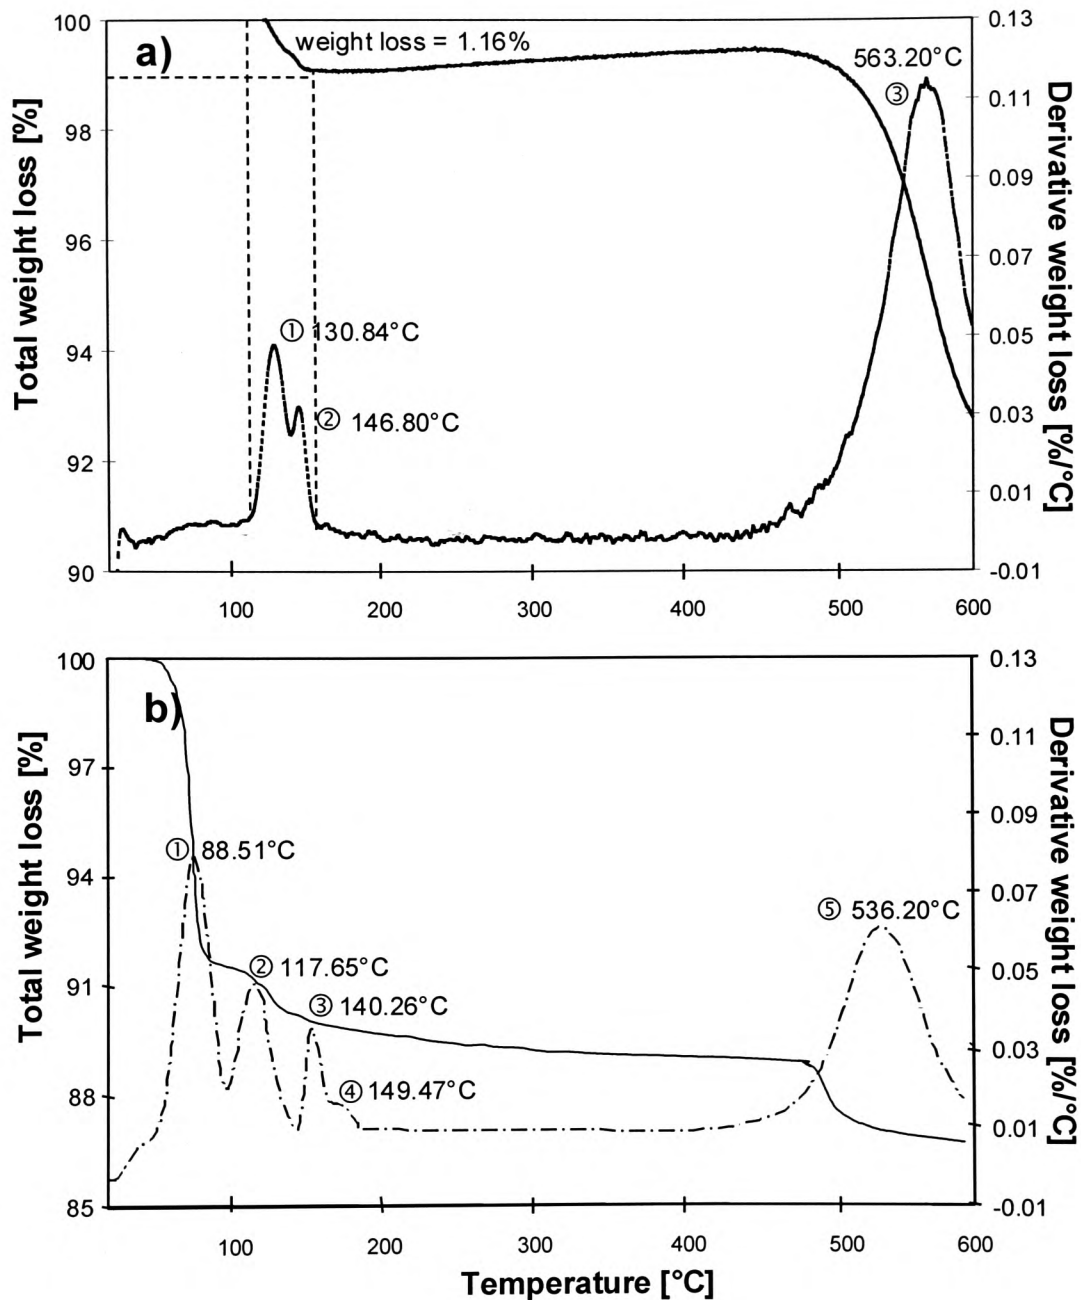 a)
weight loss = 1.16%
563.20°C
③
① 130.84°C
② 146.80°C
Total weight loss [%]
100
98
96
94
92
90
Derivative weight loss [%/°C]
0.13
0.11
0.09
0.07
0.05
0.03
0.01
-0.01
100
200
300
400
500
600
b)
① 88.51°C
② 117.65°C
③ 140.26°C
④ 149.47°C
⑤ 536.20°C
Total weight loss [%]
100
97
94
91
88
85
Derivative weight loss [%/°C]
0.13
0.11
0.09
0.07
0.05
0.03
0.01
-0.01
100
200
300
400
500
600
Temperature [°C]